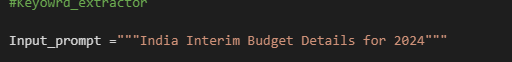 #Keyowrd_extractor
Input_prompt ="""India Interim Budget Details for 2024"""